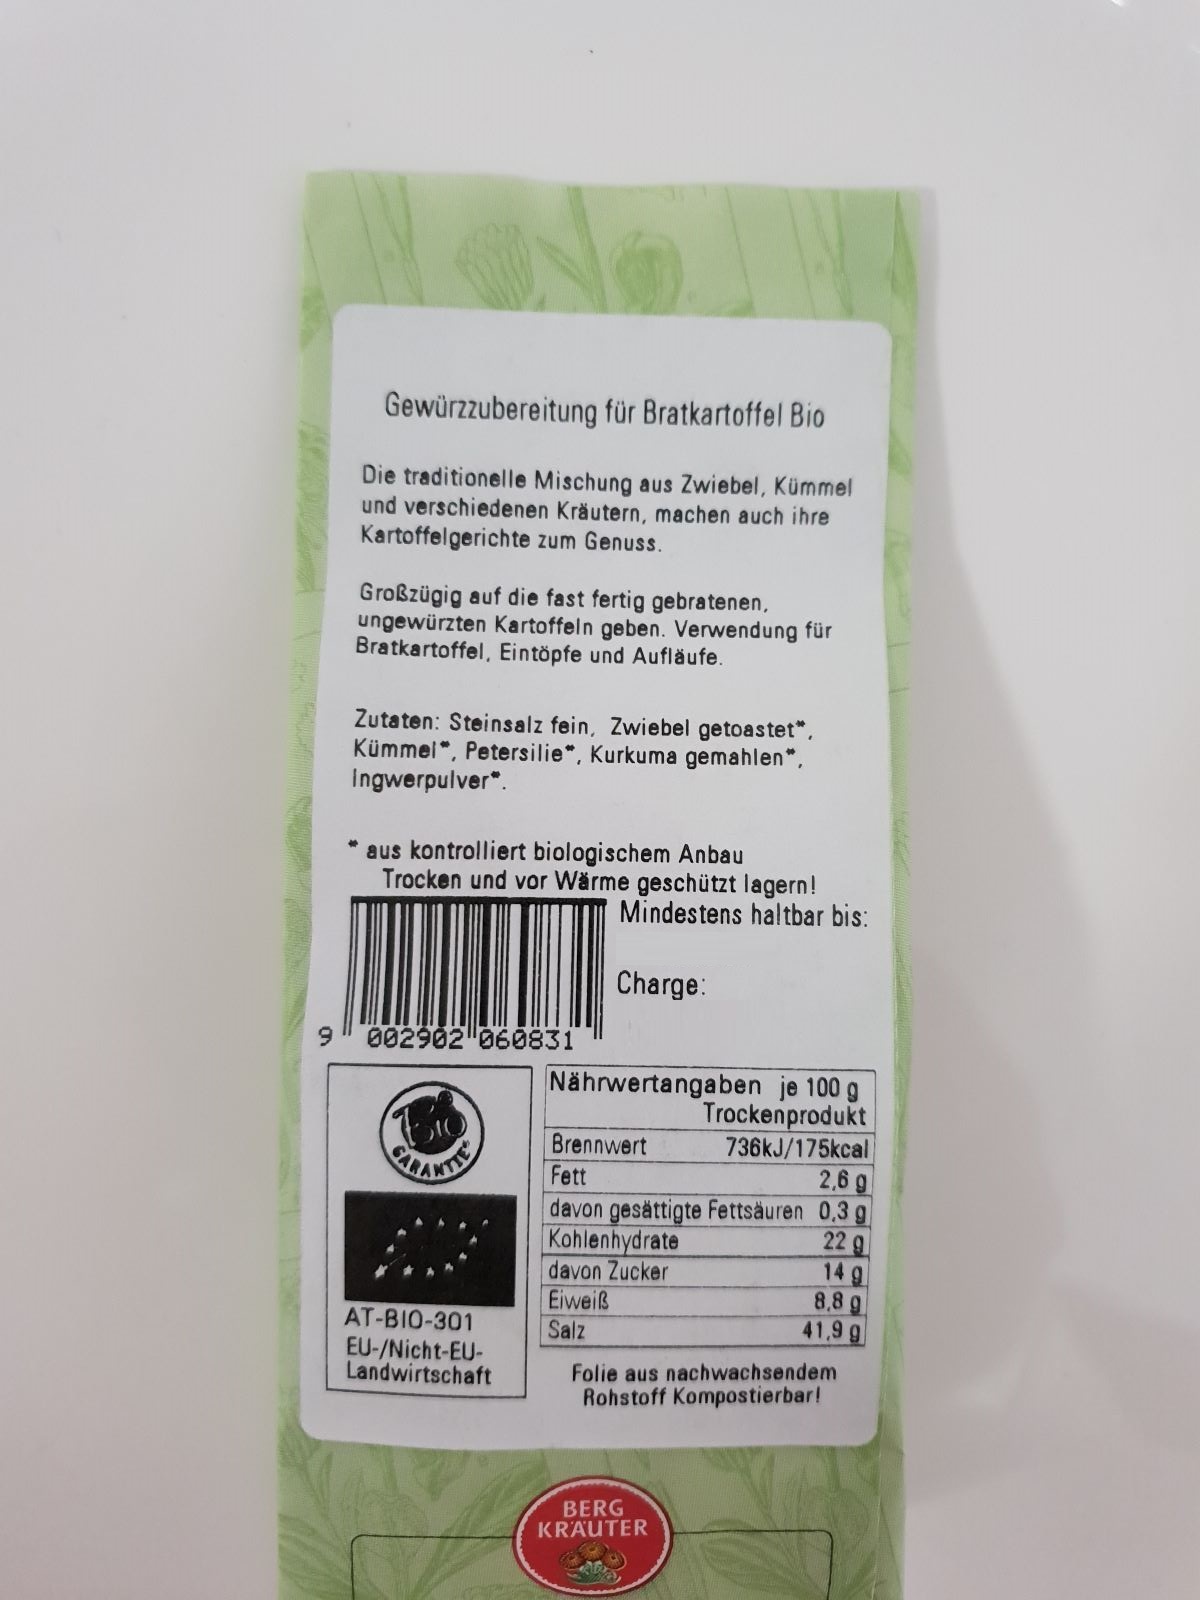 Gewürzzubereitung für Bratkartoffel Bio
Die traditionelle Mischung aus Zwiebel, Kümmel
und verschiedenen Kräutern, machen auch ihre
Kartoffelgerichte zum Genuss.
Großzügig auf die fast fertig gebratenen,
ungewürzten Kartoffeln geben. Verwendung für
Bratkartoffel, Eintöpfe und Aufläufe.
Zutaten: Steinsalz fein, Zwiebel getoastet*,
Kümmel*, Petersilie*, Kurkuma gemahlen*,
Ingwerpulver*.
* aus kontrolliert biologischem Anbau
Trocken und vor Wärme geschützt lagern!
Mindestens haltbar bis:
Charge:
9 002902 060831
BIO
GARANTIE
AT-BIO-301
EU-/Nicht-EU-
Landwirtschaft
Nährwertangaben je 100 g
Trockenprodukt
Brennwert 736kJ/175kcal
Fett 2,6 g
davon gesättigte Fettsäuren 0,3 g
Kohlenhydrate 22 g
davon Zucker 14 g
Eiweiß 8,8 g
Salz 41,9 g
Folie aus nachwachsendem
Rohstoff Kompostierbar!
BERG
KRÄUTER